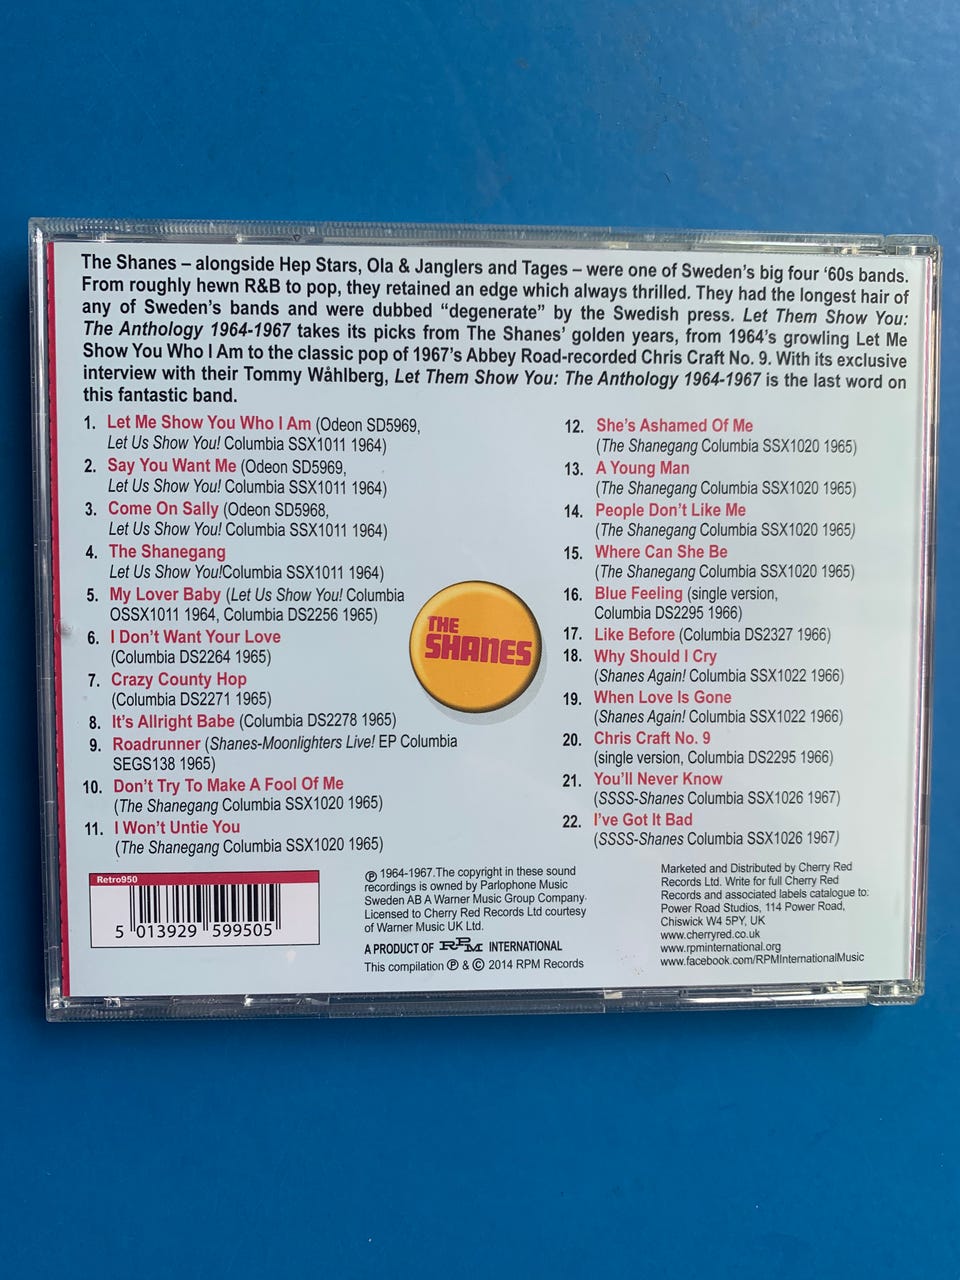 The Shanes – alongside Hep Stars, Ola & Janglers and Tages – were one of Sweden's big four '60s bands.
From roughly hewn R&B to pop, they retained an edge which always thrilled. They had the longest hair of
any of Sweden's bands and were dubbed "degenerate" by the Swedish press. Let Them Show You:
The Anthology 1964-1967 takes its picks from The Shanes' golden years, from 1964's growling Let Me
Show You Who I Am to the classic pop of 1967's Abbey Road-recorded Chris Craft No. 9. With its exclusive
interview with their Tommy Wåhlberg, Let Them Show You: The Anthology 1964-1967 is the last word on
this fantastic band.
1. Let Me Show You Who I Am (Odeon SD5969,
Let Us Show You! Columbia SSX1011 1964)
2. Say You Want Me (Odeon SD5969,
Let Us Show You! Columbia SSX1011 1964)
3. Come On Sally (Odeon SD5968,
Let Us Show You! Columbia SSX1011 1964)
4. The Shanegang
Let Us Show You!Columbia SSX1011 1964)
5. My Lover Baby (Let Us Show You! Columbia
OSSX1011 1964, Columbia DS2256 1965)
6. I Don't Want Your Love
(Columbia DS2264 1965)
7. Crazy County Hop
(Columbia DS2271 1965)
8. It's Allright Babe (Columbia DS2278 1965)
9. Roadrunner (Shanes-Moonlighters Live! EP Columbia
SEGS138 1965)
10. Don't Try To Make A Fool Of Me
(The Shanegang Columbia SSX1020 1965)
11. I Won't Untie You
(The Shanegang Columbia SSX1020 1965)
THE
SHANES
12. She's Ashamed Of Me
(The Shanegang Columbia SSX1020 1965)
13. A Young Man
(The Shanegang Columbia SSX1020 1965)
14. People Don't Like Me
(The Shanegang Columbia SSX1020 1965)
15. Where Can She Be
(The Shanegang Columbia SSX1020 1965)
16. Blue Feeling (single version,
Columbia DS2295 1966)
17. Like Before (Columbia DS2327 1966)
18. Why Should I Cry
(Shanes Again! Columbia SSX1022 1966)
19. When Love Is Gone
(Shanes Again! Columbia SSX1022 1966)
20. Chris Craft No. 9
(single version, Columbia DS2295 1966)
21. You'll Never Know
(SSSS-Shanes Columbia SSX1026 1967)
22. I've Got It Bad
(SSSS-Shanes Columbia SSX1026 1967)
Retro950
5 013929 599505
℗ 1964-1967.The copyright in these sound
recordings is owned by Parlophone Music
Sweden AB A Warner Music Group Company.
Licensed to Cherry Red Records Ltd courtesy
of Warner Music UK Ltd.
A PRODUCT OF RPM INTERNATIONAL
This compilation ℗ & © 2014 RPM Records
Marketed and Distributed by Cherry Red
Records Ltd. Write for full Cherry Red
Records and associated labels catalogue to:
Power Road Studios, 114 Power Road,
Chiswick W4 5PY, UK
www.cherryred.co.uk
www.rpminternational.org
www.facebook.com/RPMInternationalMusic